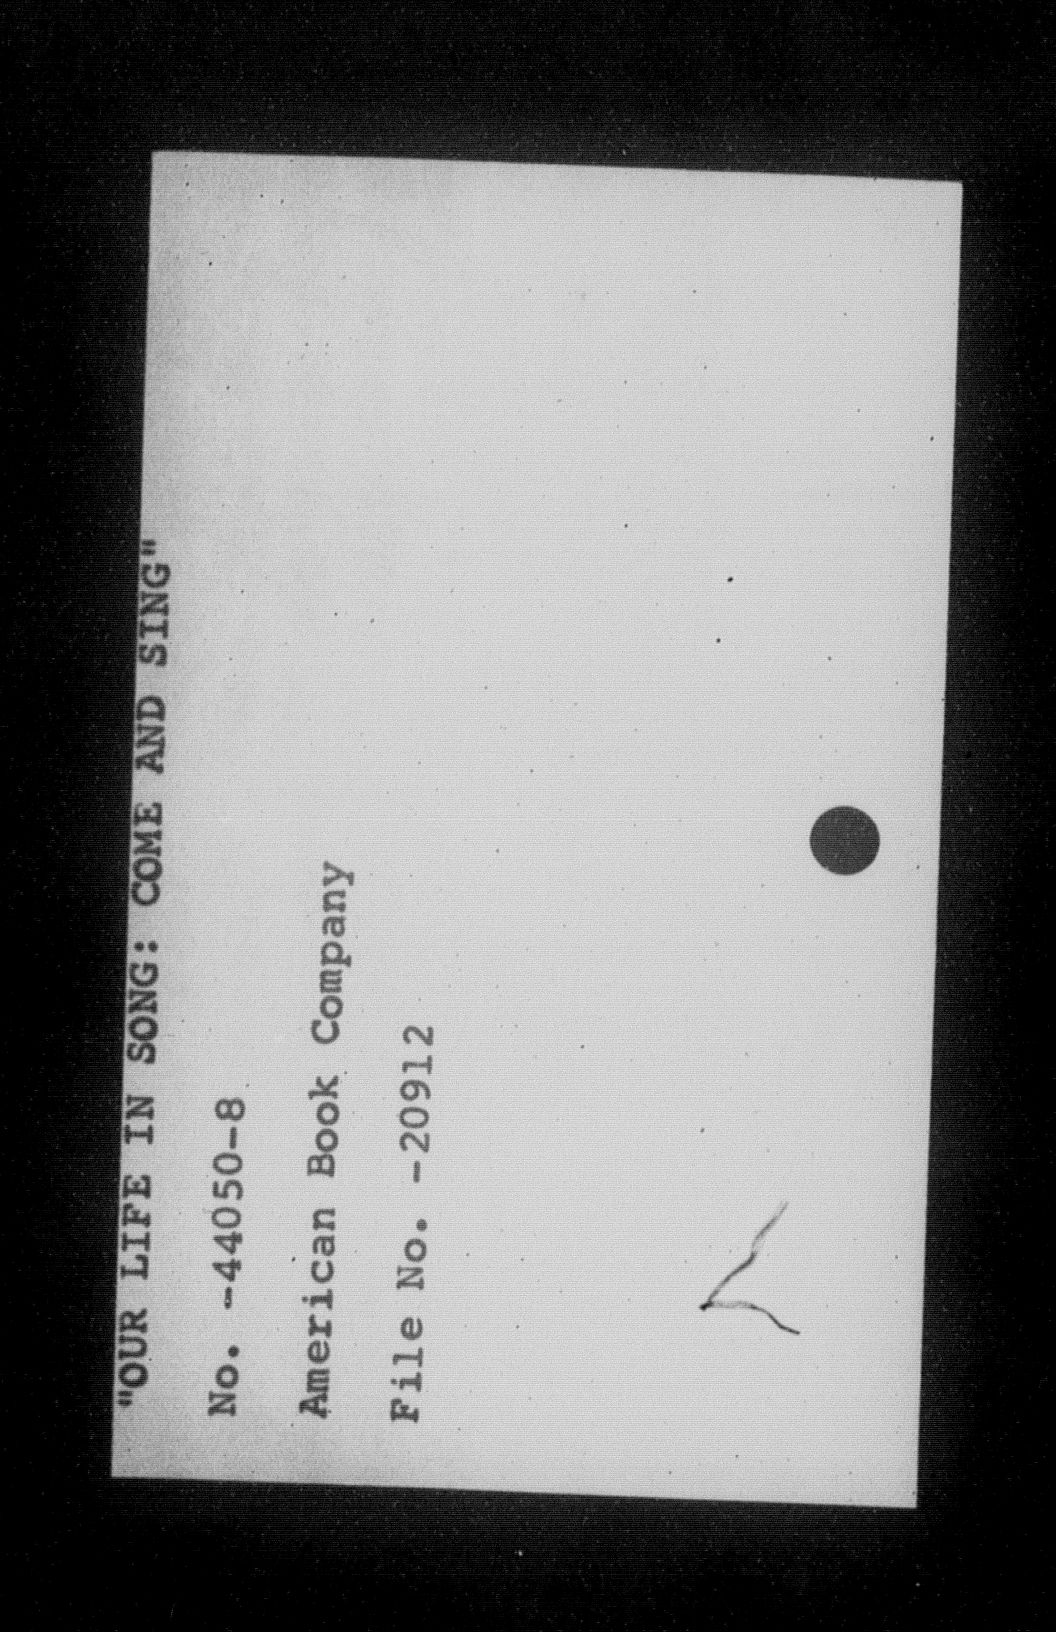 "OUR LIFE IN SONG: COME AND SING"
No. -44050-8
American Book Company
File No. -20912